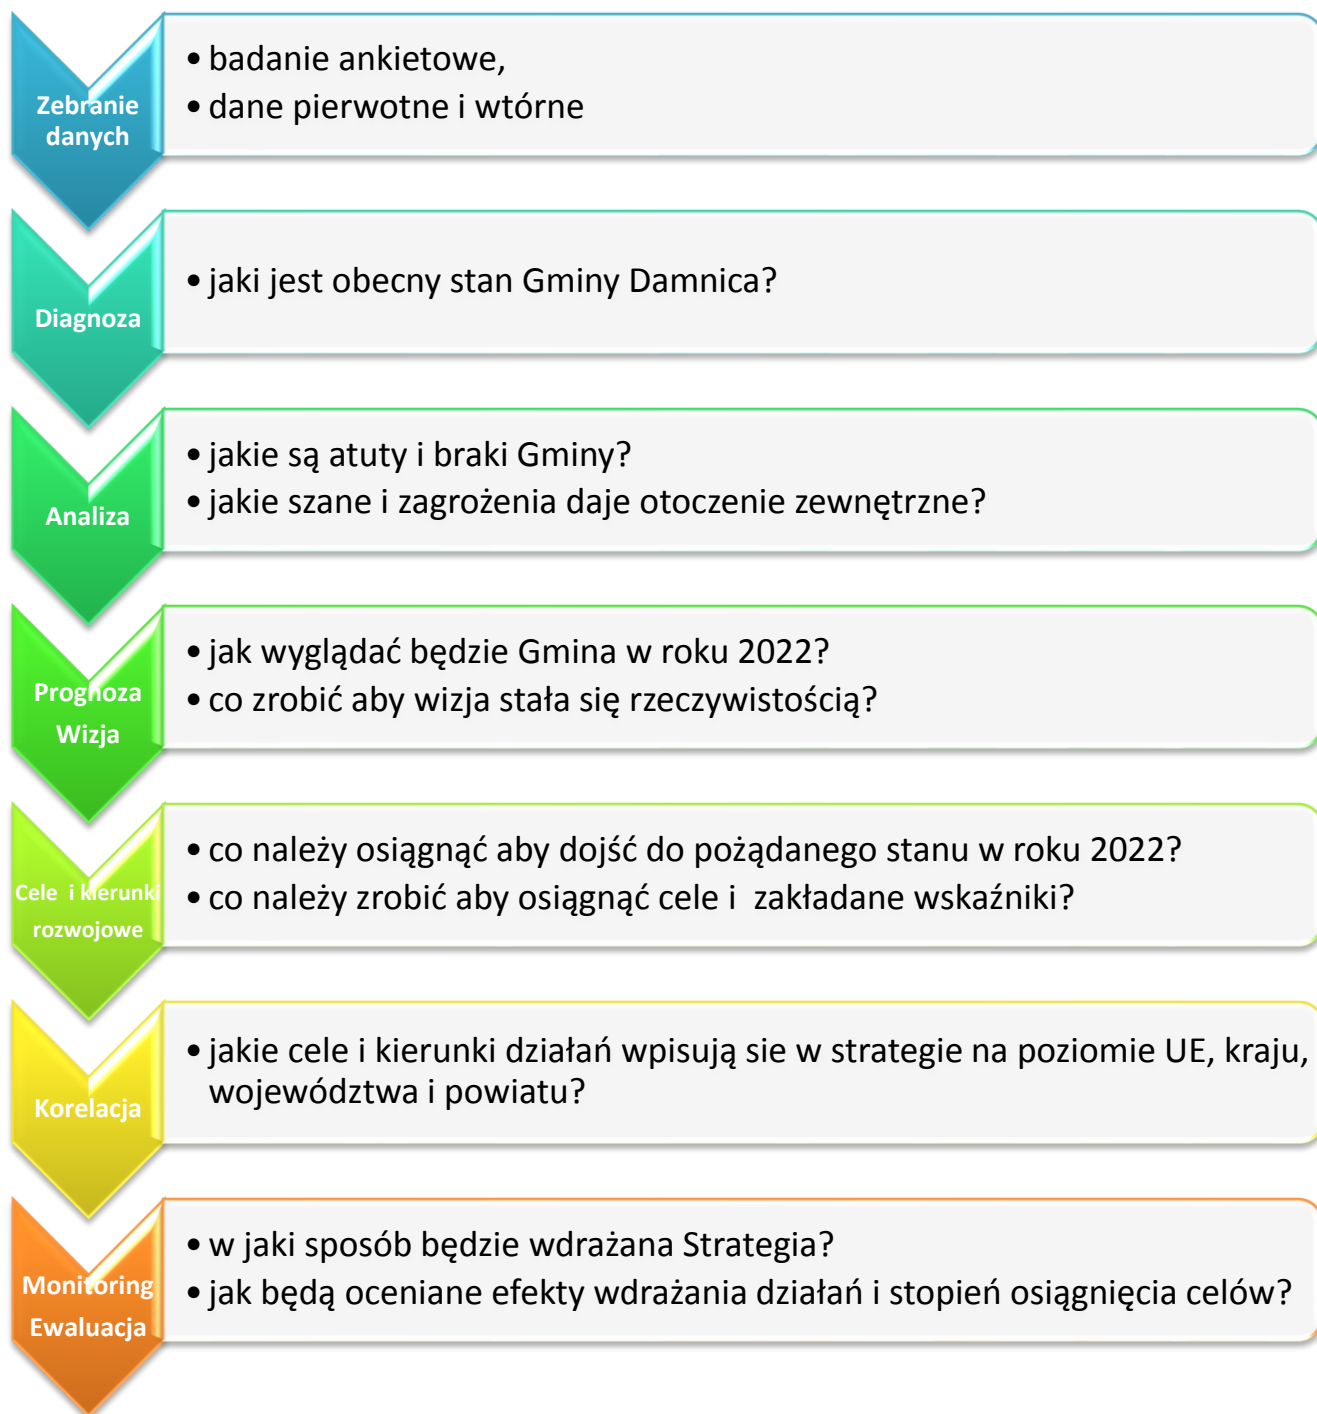 Zebranie
danych
• badanie ankietowe,
• dane pierwotne i wtórne
Diagnoza
• jaki jest obecny stan Gminy Damnica?
Analiza
• jakie są atuty i braki Gminy?
• jakie szane i zagrożenia daje otoczenie zewnętrzne?
Prognoza
Wizja
• jak wyglądać będzie Gmina w roku 2022?
• co zrobić aby wizja stała się rzeczywistością?
Cele i kierunki
rozwojowe
• co należy osiągnąć aby dojść do pożądanego stanu w roku 2022?
• co należy zrobić aby osiągnąć cele i zakładane wskaźniki?
Korelacja
• jakie cele i kierunki działań wpisują sie w strategie na poziomie UE, kraju,
województwa i powiatu?
Monitoring
Ewaluacja
• w jaki sposób będzie wdrażana Strategia?
• jak będą oceniane efekty wdrażania działań i stopień osiągnięcia celów?